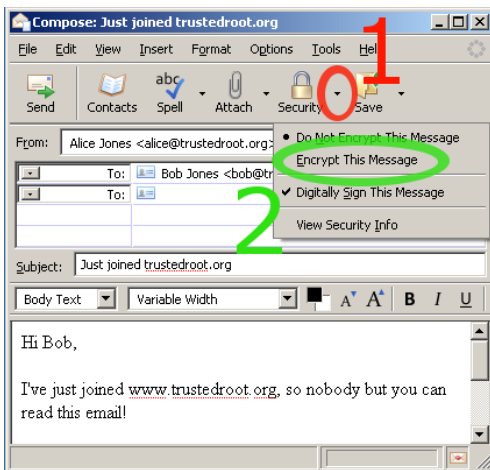 Compose: Just joined trustedroot.org
File Edit View Insert Format Options Tools Help
1
Send Contacts Spell Attach Security Save
From: Alice Jones <alice@trustedroot.org>
• Do Not Encrypt This Message
Encrypt This Message
✔ Digitally Sign This Message
View Security Info
To: Bob Jones <bob@tr
To:
2
Subject: Just joined trustedroot.org
Body Text Variable Width A A B I U
Hi Bob,
I've just joined www.trustedroot.org, so nobody but you can
read this email!